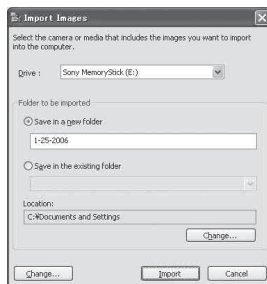 Import Images
Select the camera or media that includes the images you want to import
into the computer.
Drive :
Sony MemoryStick (E:)
Folder to be imported
Save in a new folder
1-25-2006
Save in the existing folder
Location:
C:¥Documents and Settings
Change...
Change...
Import
Cancel